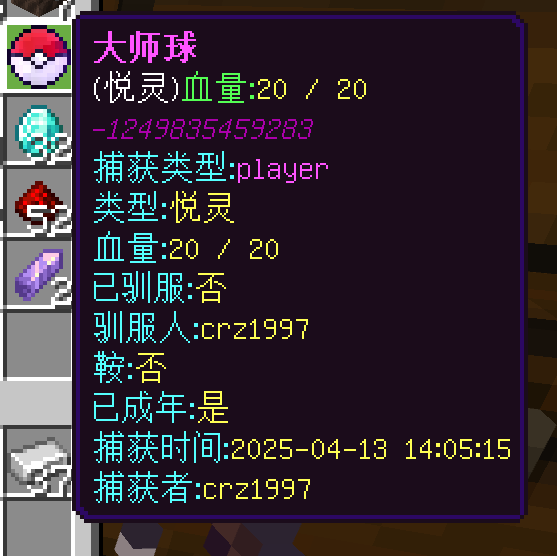 大师球
(悦灵)血量:20 / 20
-1249835459283
捕获类型:player
类型:悦灵
血量:20 / 20
已驯服:否
驯服人:crz1997
鞍:否
已成年:是
捕获时间:2025-04-13 14:05:15
捕获者:crz1997